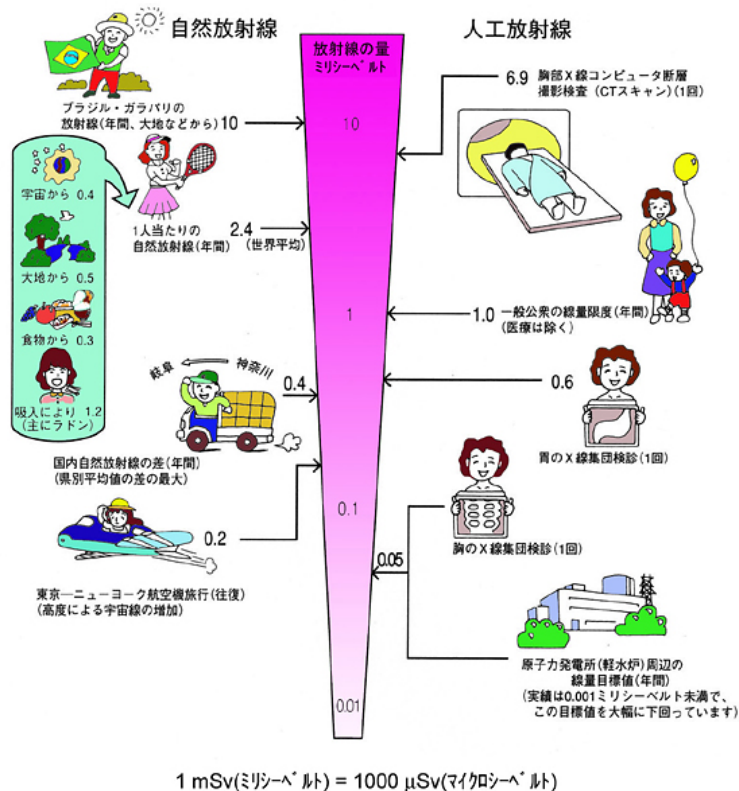 自然放射線
放射線の量
ミリシーベルト
人工放射線
ブラジル・ガラパリの
放射線(年間、大地などから) 10
宇宙から 0.4
大地から 0.5
食物から 0.3
吸入により 1.2
(主にラドン)
1人当たりの
自然放射線(年間)
2.4
(世界平均)
岐阜
神奈川
0.4
国内自然放射線の差(年間)
(県別平均値の差の最大)
0.2
東京―ニューヨーク航空機旅行(往復)
(高度による宇宙線の増加)
10
1
0.1
0.01
6.9 胸部X線コンピュータ断層
撮影検査(CTスキャン)(1回)
1.0 一般公衆の線量限度(年間)
(医療は除く)
0.6
胃のX線集団検診(1回)
胸のX線集団検診(1回)
0.05
原子力発電所(軽水炉)周辺の
線量目標値(年間)
(実績は0.001ミリシーベルト未満で、
この目標値を大幅に下回っています)
1 mSv(ミリシーベルト) = 1000 μSv(マイクロシーベルト)